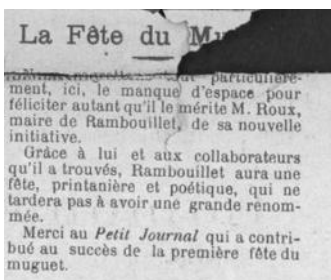 La Fête du
particulière-
ment, ici, le manque d'espace pour
féliciter autant qu'il le mérite M. Roux,
maire de Rambouillet, de sa nouvelle
initiative.
Grâce à lui et aux collaborateurs
qu'il a trouvés, Rambouillet aura une
fête, printanière et poétique, qui ne
tardera pas à avoir une grande renom-
mée.
Merci au Petit Journal qui a contri-
bué au succès de la première fête du
muguet.